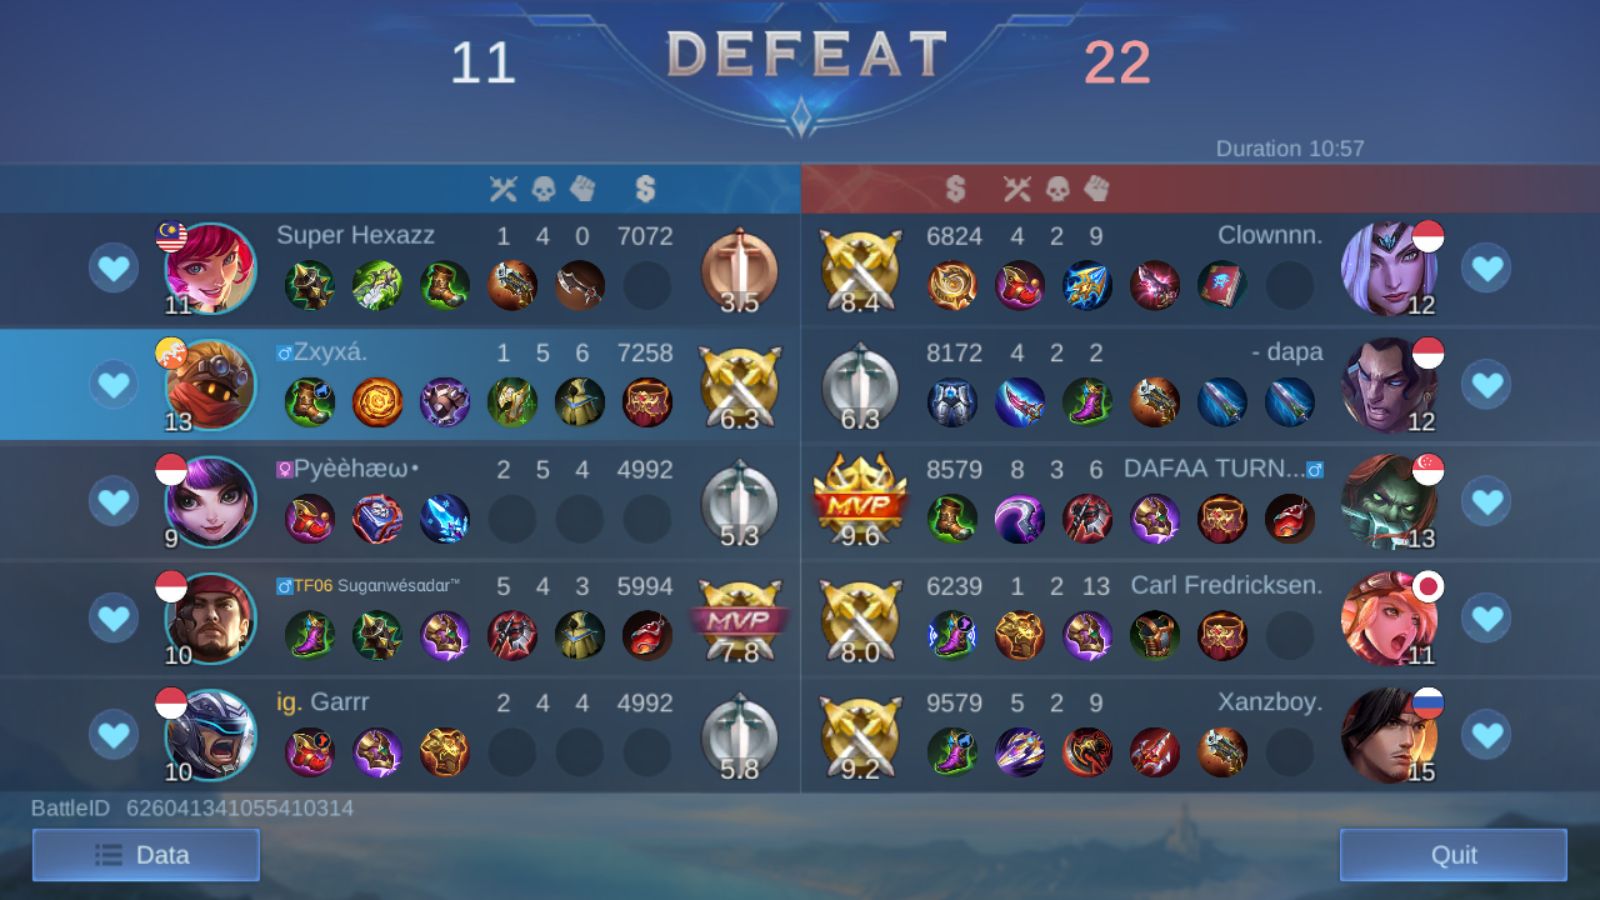 11 DEFEAT 22
Duration 10:57
Super Hexazz 1 4 0 7072
11 3.5
8.4 6824 4 2 9 Clownnn.
12
Zxyxá. 1 5 6 7258
13 6.3
6.3 8172 4 2 2 - dapa
12
Pyèèhæω• 2 5 4 4992
9 5.3
MVP 9.6 8579 8 3 6 DAFAA TURN...
13
TF06 Suganwésadar™ 5 4 3 5994
10 MVP 7.8
8.0 6239 1 2 13 Carl Fredricksen.
11
ig. Garrr 2 4 4 4992
10 5.8
9.2 9579 5 2 9 Xanzboy.
15
BattleID 626041341055410314
Data
Quit